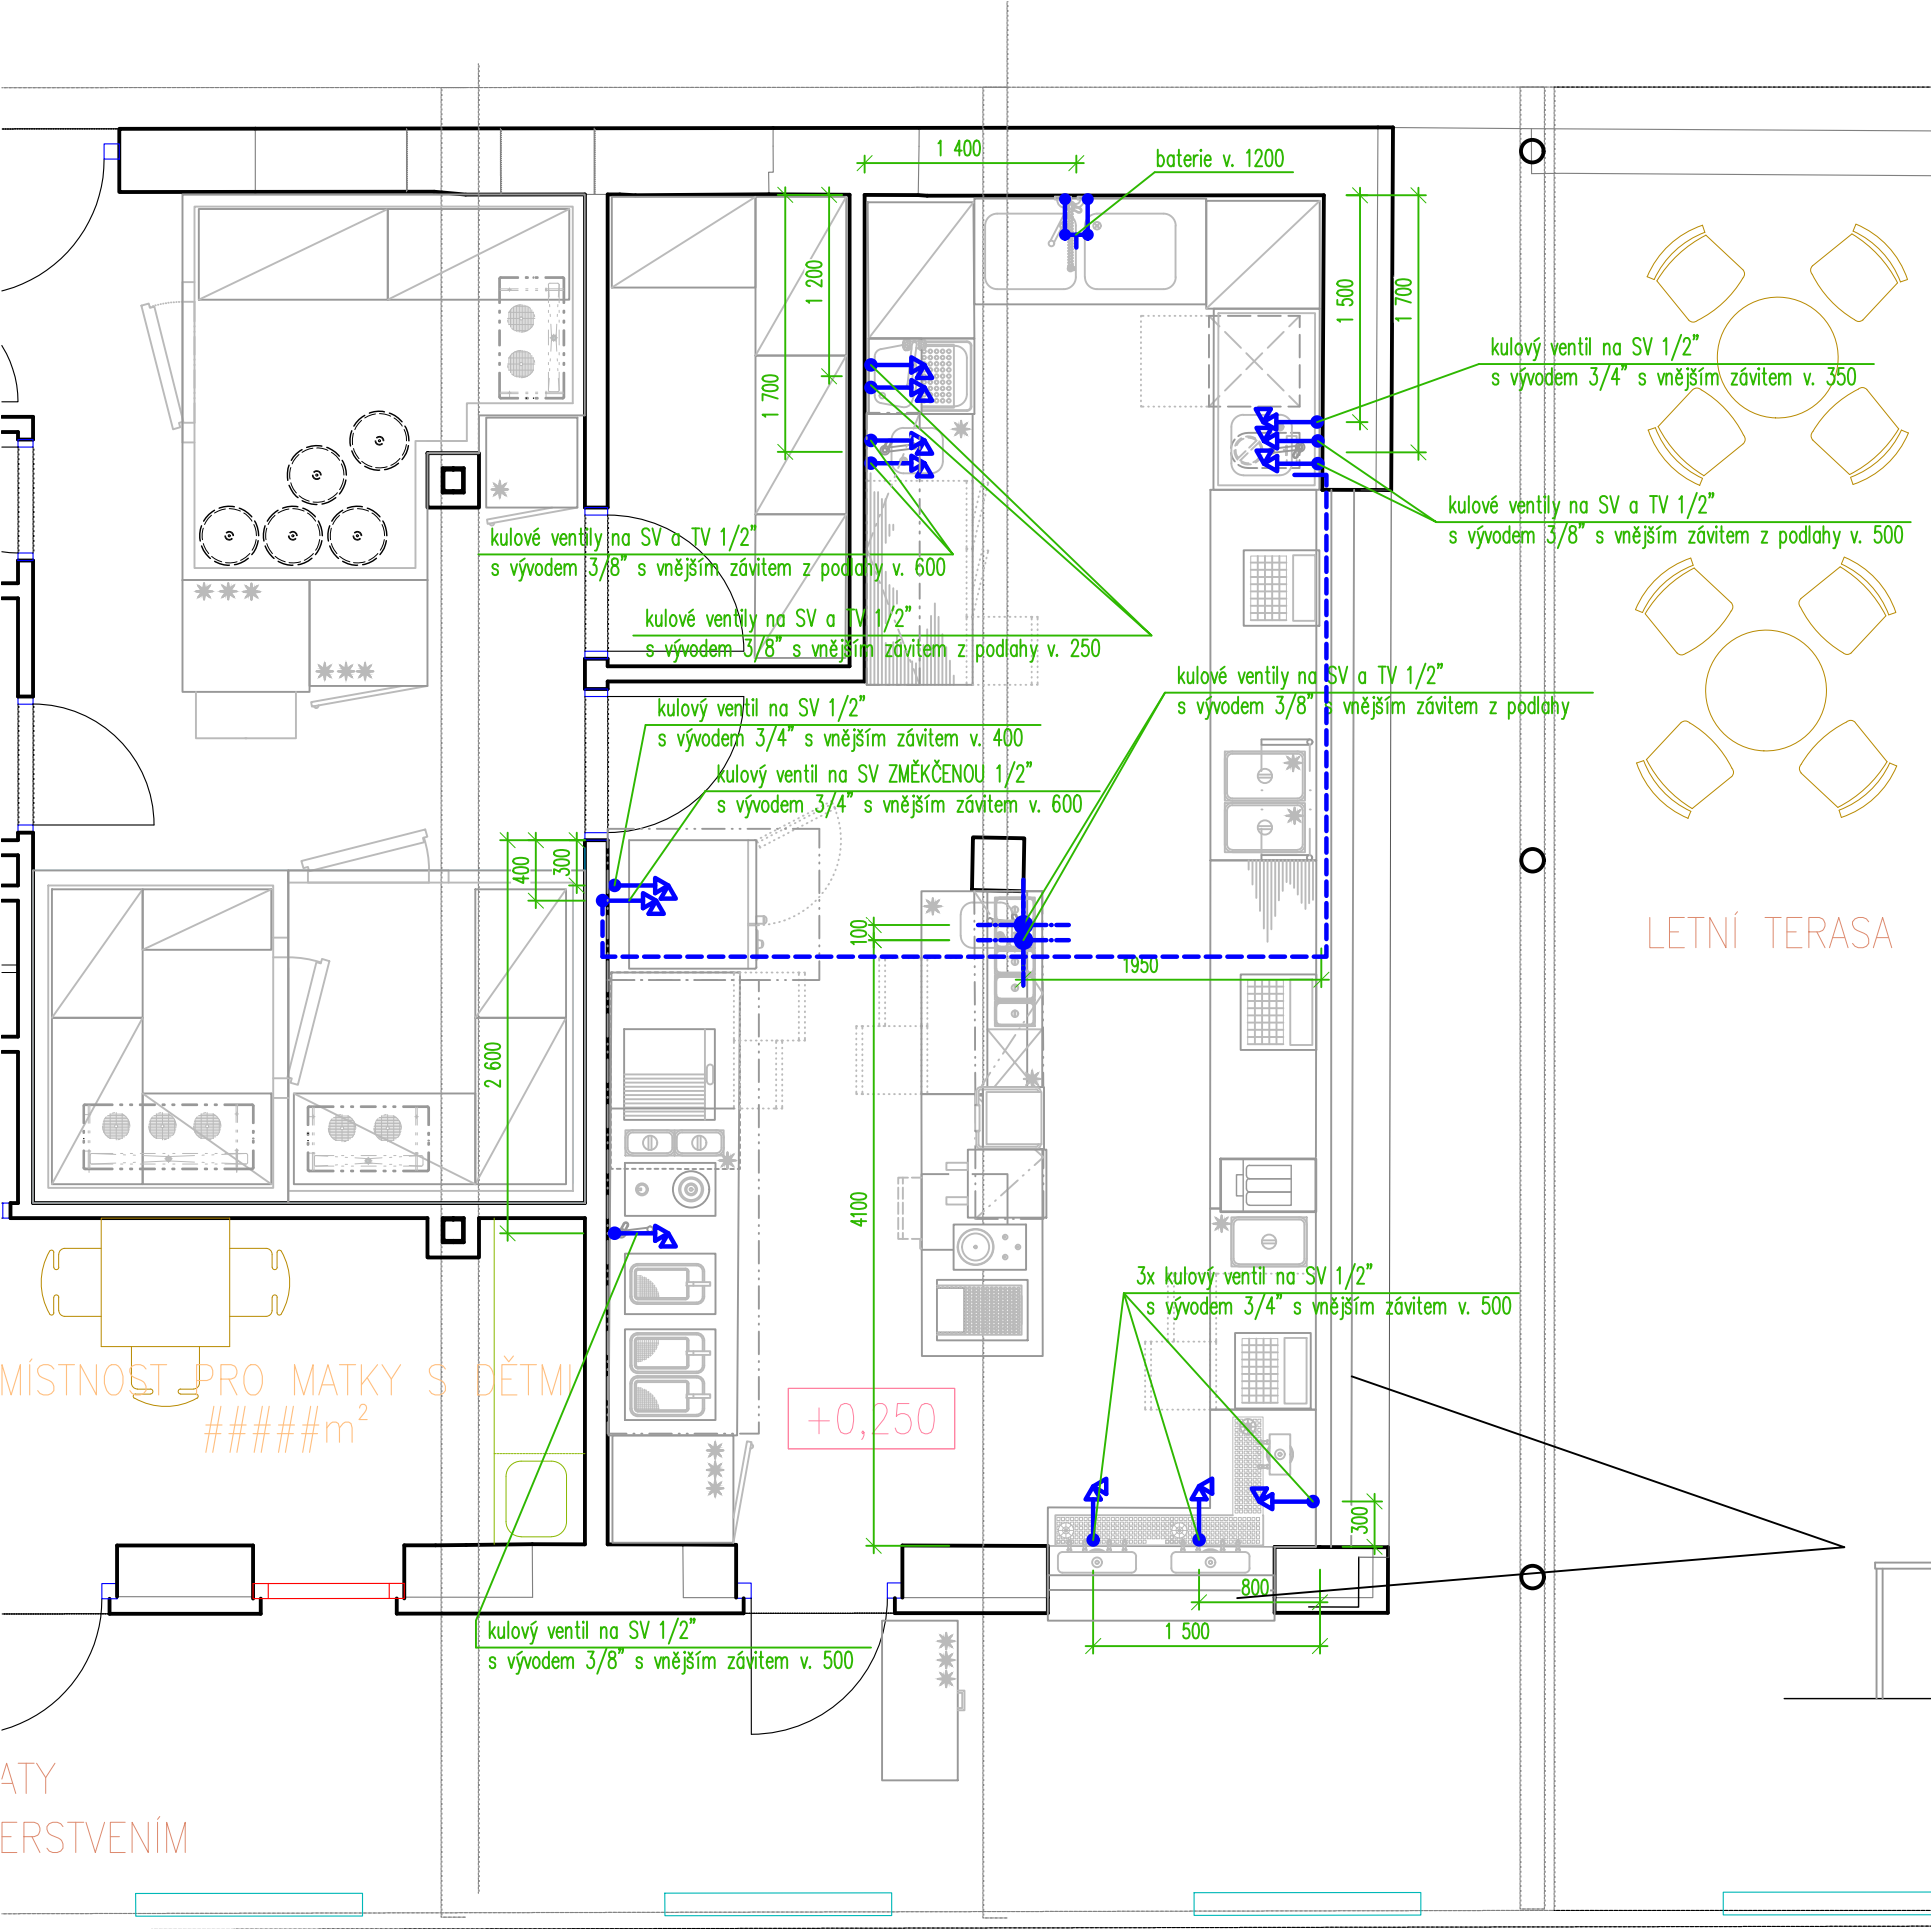 1 400
baterie v. 1200
1 200
1 700
1 500
1 700
kulový ventil na SV 1/2"
s vývodem 3/4" s vnějším závitem v. 350
kulové ventily na SV a TV 1/2"
s vývodem 3/8" s vnějším závitem z podlahy v. 500
kulové ventily na SV a TV 1/2"
s vývodem 3/8" s vnějším závitem z podlahy v. 600
kulové ventily na SV a TV 1/2"
s vývodem 3/8" s vnějším závitem z podlahy v. 250
kulové ventily na SV a TV 1/2"
s vývodem 3/8" s vnějším závitem z podlahy
kulový ventil na SV 1/2"
s vývodem 3/4" s vnějším závitem v. 400
kulový ventil na SV ZMĚKČENOU 1/2"
s vývodem 3/4" s vnějším závitem v. 600
400
300
100
1950
LETNÍ TERASA
2 600
4100
3x kulový ventil na SV 1/2"
s vývodem 3/4" s vnějším závitem v. 500
MÍSTNOST PRO MATKY S DĚTMI
#####m²
+0,250
300
800
1 500
kulový ventil na SV 1/2"
s vývodem 3/8" s vnějším závitem v. 500
ATY
ERSTVENÍM